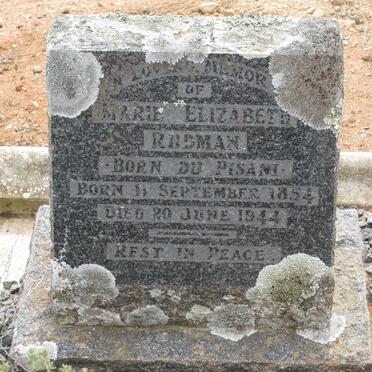 IN LOVING MEMORY
OF
MARIE ELIZABETH
REDMAN
BORN DU PISANI
BORN 11 SEPTEMBER 1854
DIED 20 JUNE 1944
REST IN PEACE